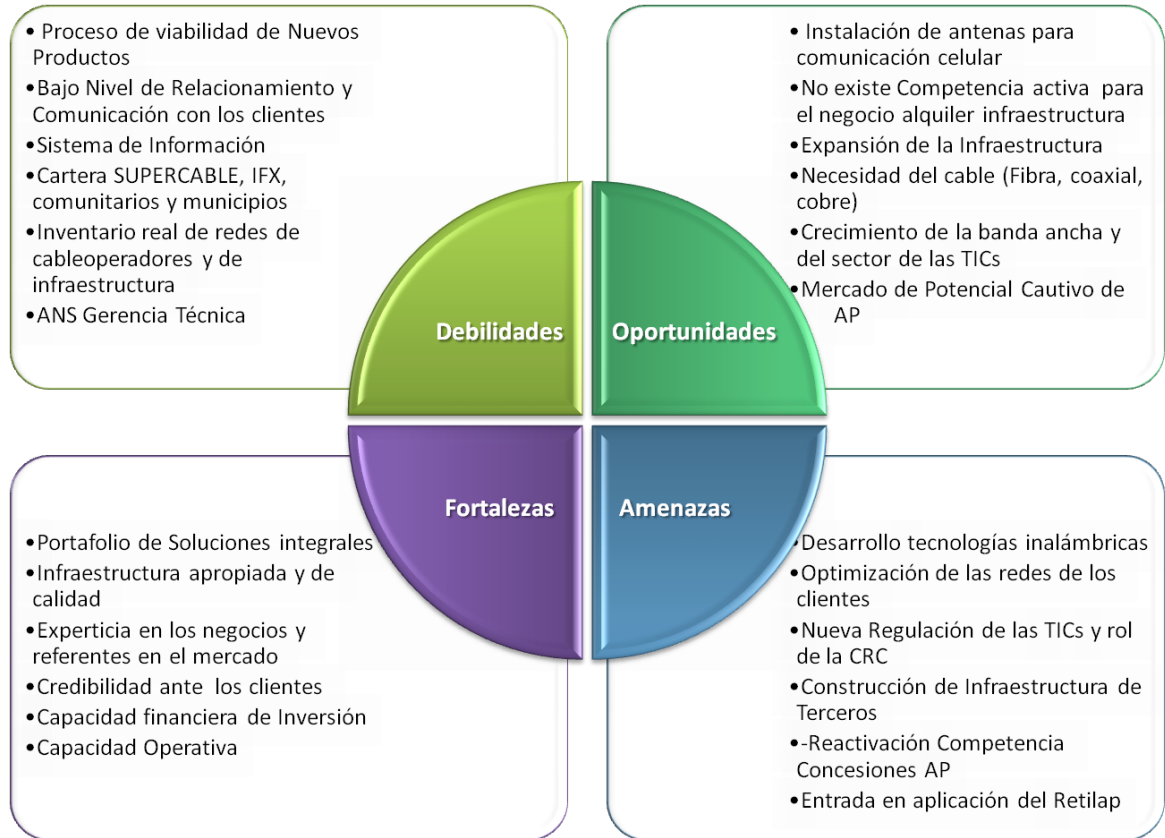 • Proceso de viabilidad de Nuevos
Productos
•Bajo Nivel de Relacionamiento y
Comunicación con los clientes
•Sistema de Información
•Cartera SUPERCABLE, IFX,
comunitarios y municipios
•Inventario real de redes de
cableoperadores y de
infraestructura
•ANS Gerencia Técnica
Debilidades
• Instalación de antenas para
comunicación celular
•No existe Competencia activa para
el negocio alquiler infraestructura
•Expansión de la Infraestructura
•Necesidad del cable (Fibra, coaxial,
cobre)
•Crecimiento de la banda ancha y
del sector de las TICs
•Mercado de Potencial Cautivo de
AP
Oportunidades
Fortalezas
•Portafolio de Soluciones integrales
•Infraestructura apropiada y de
calidad
•Experticia en los negocios y
referentes en el mercado
•Credibilidad ante los clientes
•Capacidad financiera de Inversión
•Capacidad Operativa
Amenazas
•Desarrollo tecnologías inalámbricas
•Optimización de las redes de los
clientes
•Nueva Regulación de las TICs y rol
de la CRC
•Construcción de Infraestructura de
Terceros
•-Reactivación Competencia
Concesiones AP
•Entrada en aplicación del Retilap